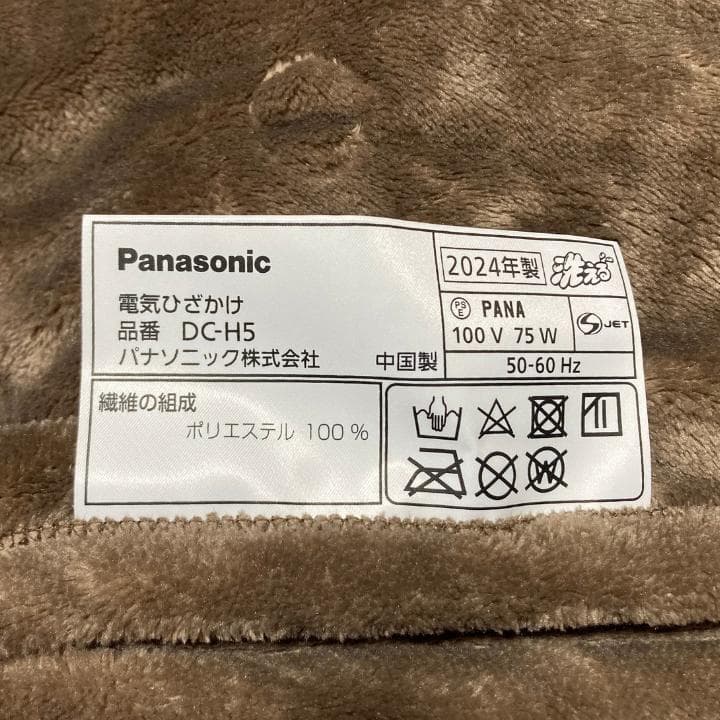 Panasonic
電気ひざかけ
品番 DC-H5
パナソニック株式会社 中国製
2024年製 洗える
PSE PANA
100 V 75 W
S JET
50-60 Hz
繊維の組成
ポリエステル 100 %
W